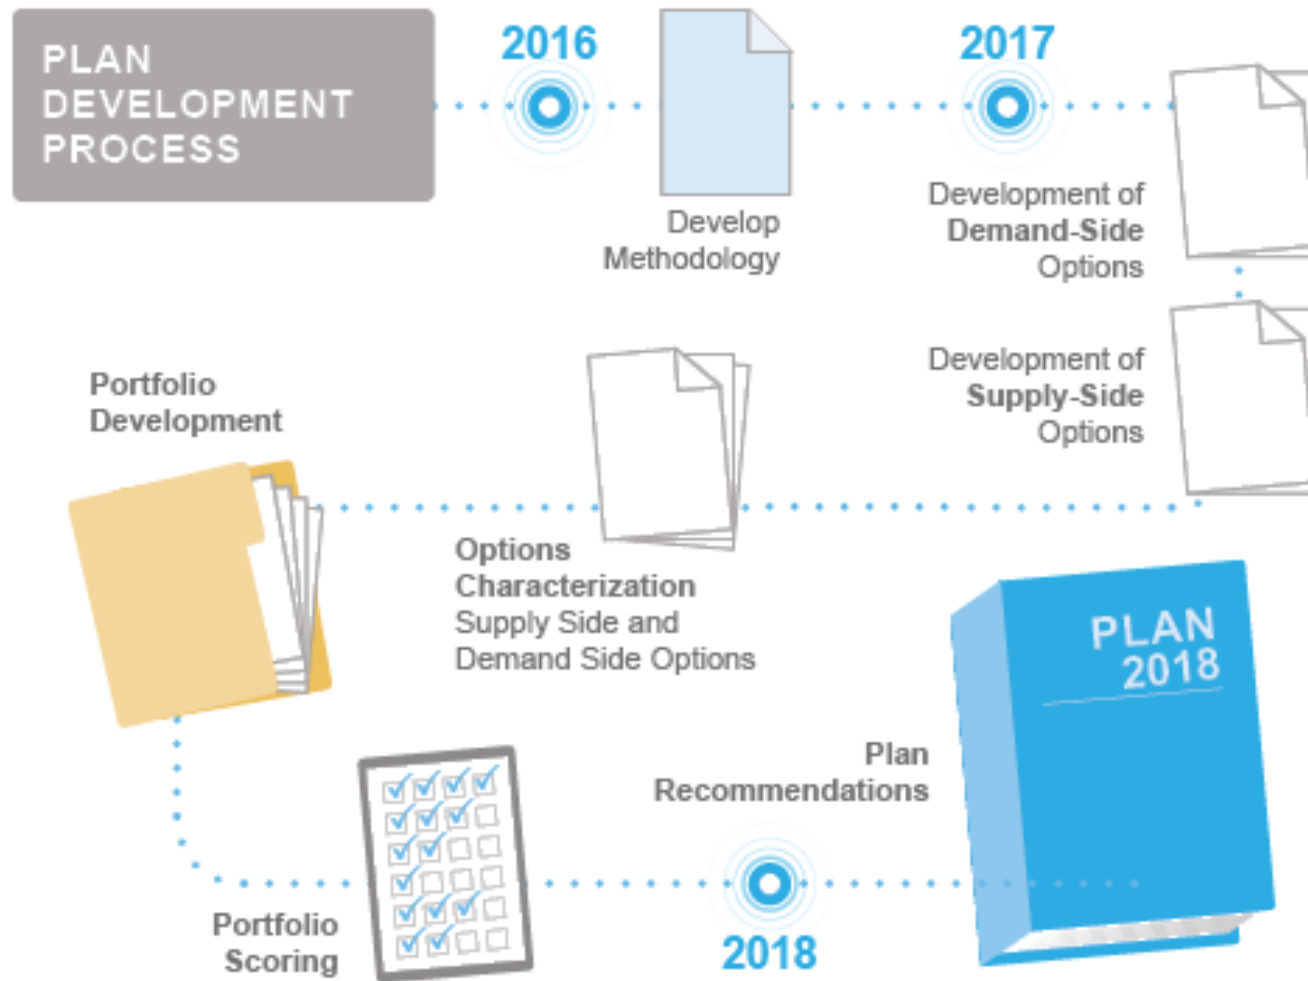 PLAN
DEVELOPMENT
PROCESS
2016
Develop
Methodology
2017
Development of
Demand-Side
Options
Development of
Supply-Side
Options
Options
Characterization
Supply Side and
Demand Side Options
Portfolio
Development
Portfolio
Scoring
2018
Plan
Recommendations
PLAN
2018